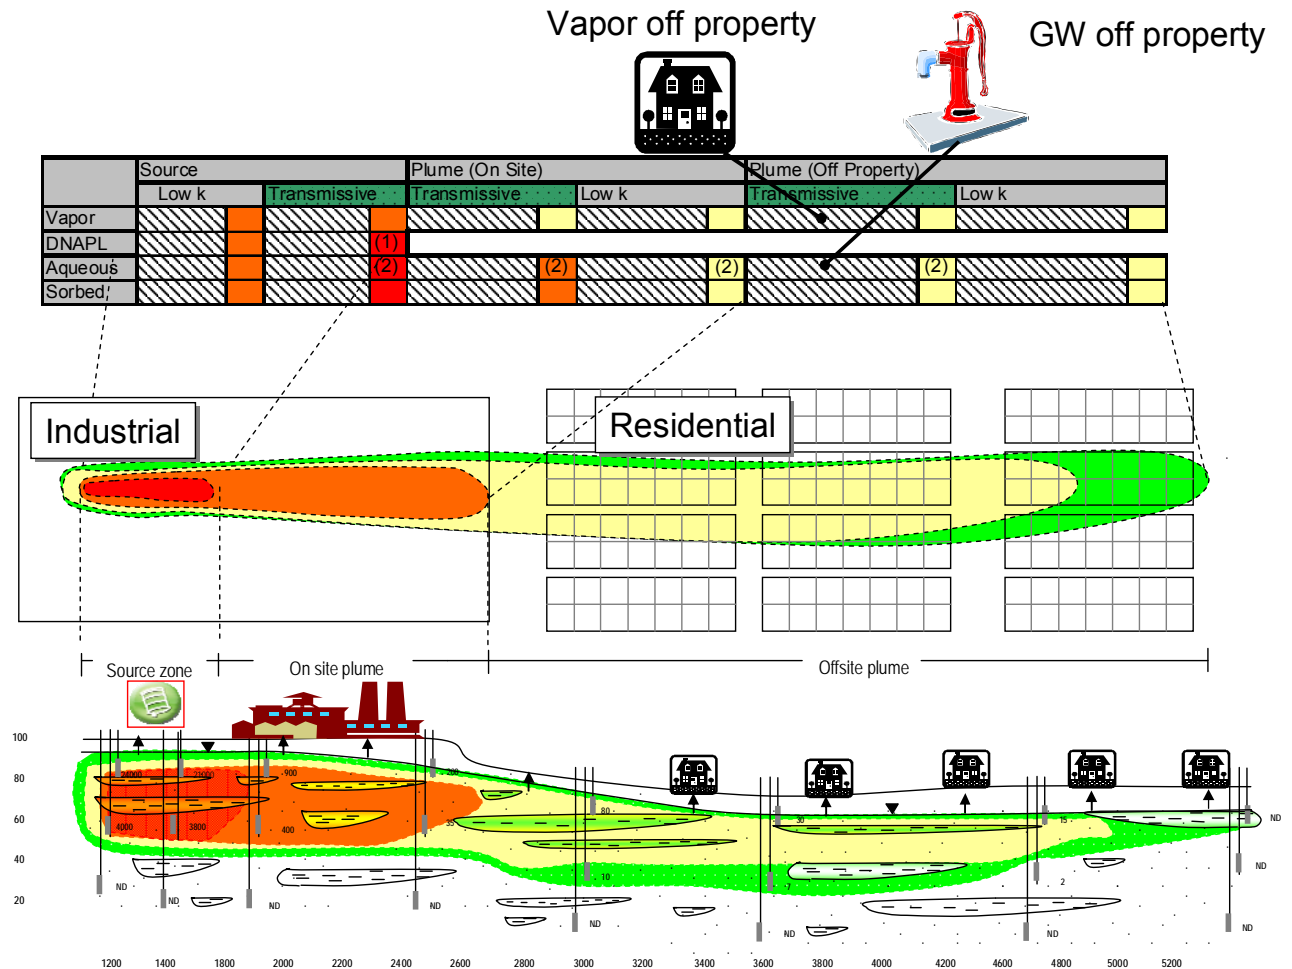 Vapor off property
GW off property
Source Plume (On Site) Plume (Off Property)
Low k Transmissive Transmissive Low k Transmissive Low k
Vapor
DNAPL (1)
Aqueous (2) (2) (2) (2)
Sorbed
Industrial
Residential
Source zone On site plume Offsite plume
100
80
60
40
20
24000 23000 900 200
4000 3800 400 35
80 30 15 ND
10 7 2
ND ND ND ND ND ND ND ND ND
1200 1400 1800 2000 2200 2400 2800 3000 3200 3400 3600 3800 4000 4200 4600 5000 5200